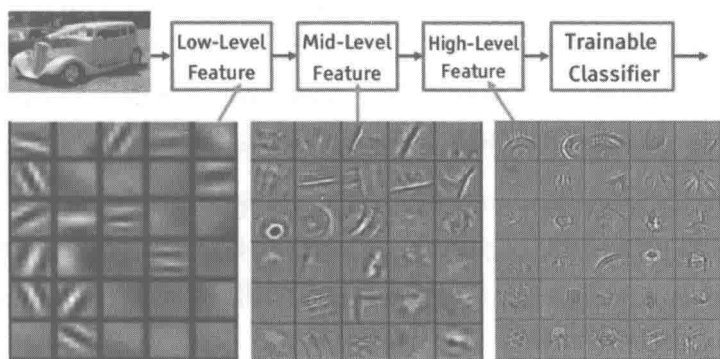 Low-Level
Feature
Mid-Level
Feature
High-Level
Feature
Trainable
Classifier